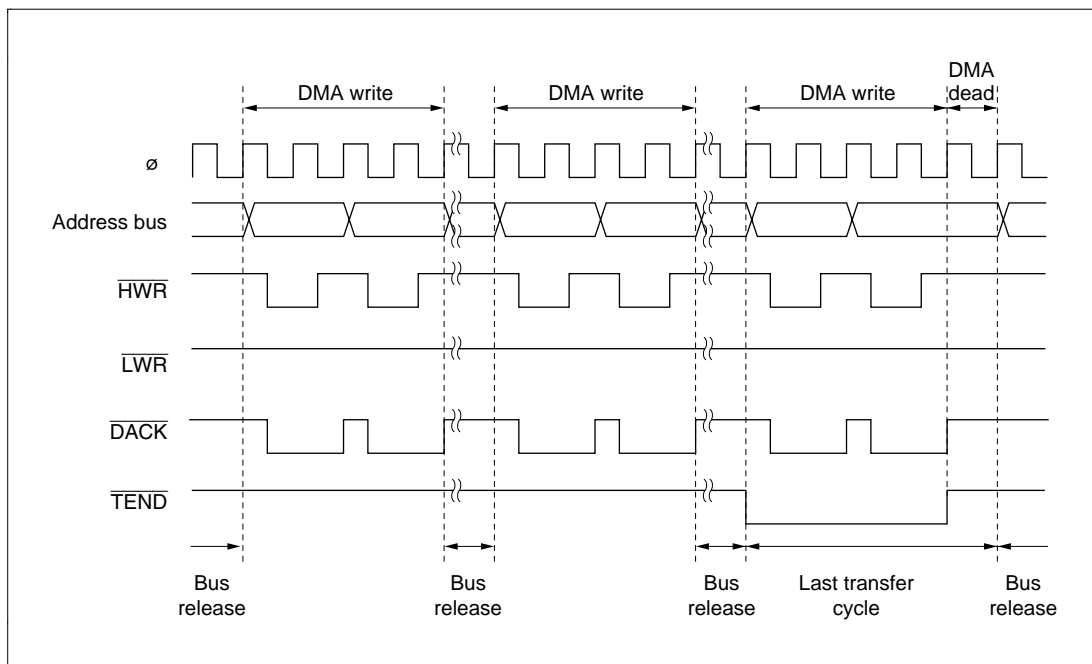 DMA
dead
DMA write
DMA write
DMA write
ø
Address bus
HWR
LWR
DACK
TEND
Bus
release
Bus
release
Bus
release
Last transfer
cycle
Bus
release